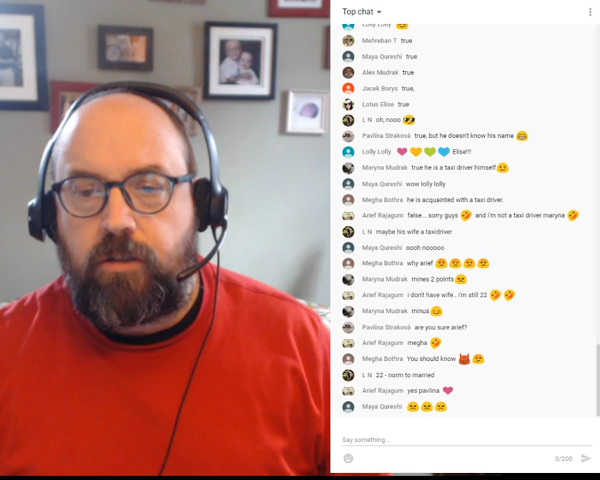 Top chat
Lolly Lolly
Mehreban T true
Maya Qureshi true
Alex Mudrak true
Jacek Borys true,
Lotus Elise true
L N oh, nooo
Pavlína Straková true, but he doesn't know his name
Lolly Lolly Elise!!!
Maryna Mudrak true he is a taxi driver himself
Maya Qureshi wow lolly lolly
Megha Bothra he is acquainted with a taxi driver.
Arief Rajagum false... sorry guys and i'm not a taxi driver maryna
L N maybe his wife a taxidriver
Maya Qureshi oooh nooooo
Megha Bothra why arief
Maryna Mudrak mines 2 points
Arief Rajagum i don't have wife.. i'm still 22
Maryna Mudrak minus
Pavlína Straková are you sure arief?
Arief Rajagum megha
Megha Bothra You should know
L N 22 - norm to married
Arief Rajagum yes pavlina
Maya Qureshi
Say something...
0/200